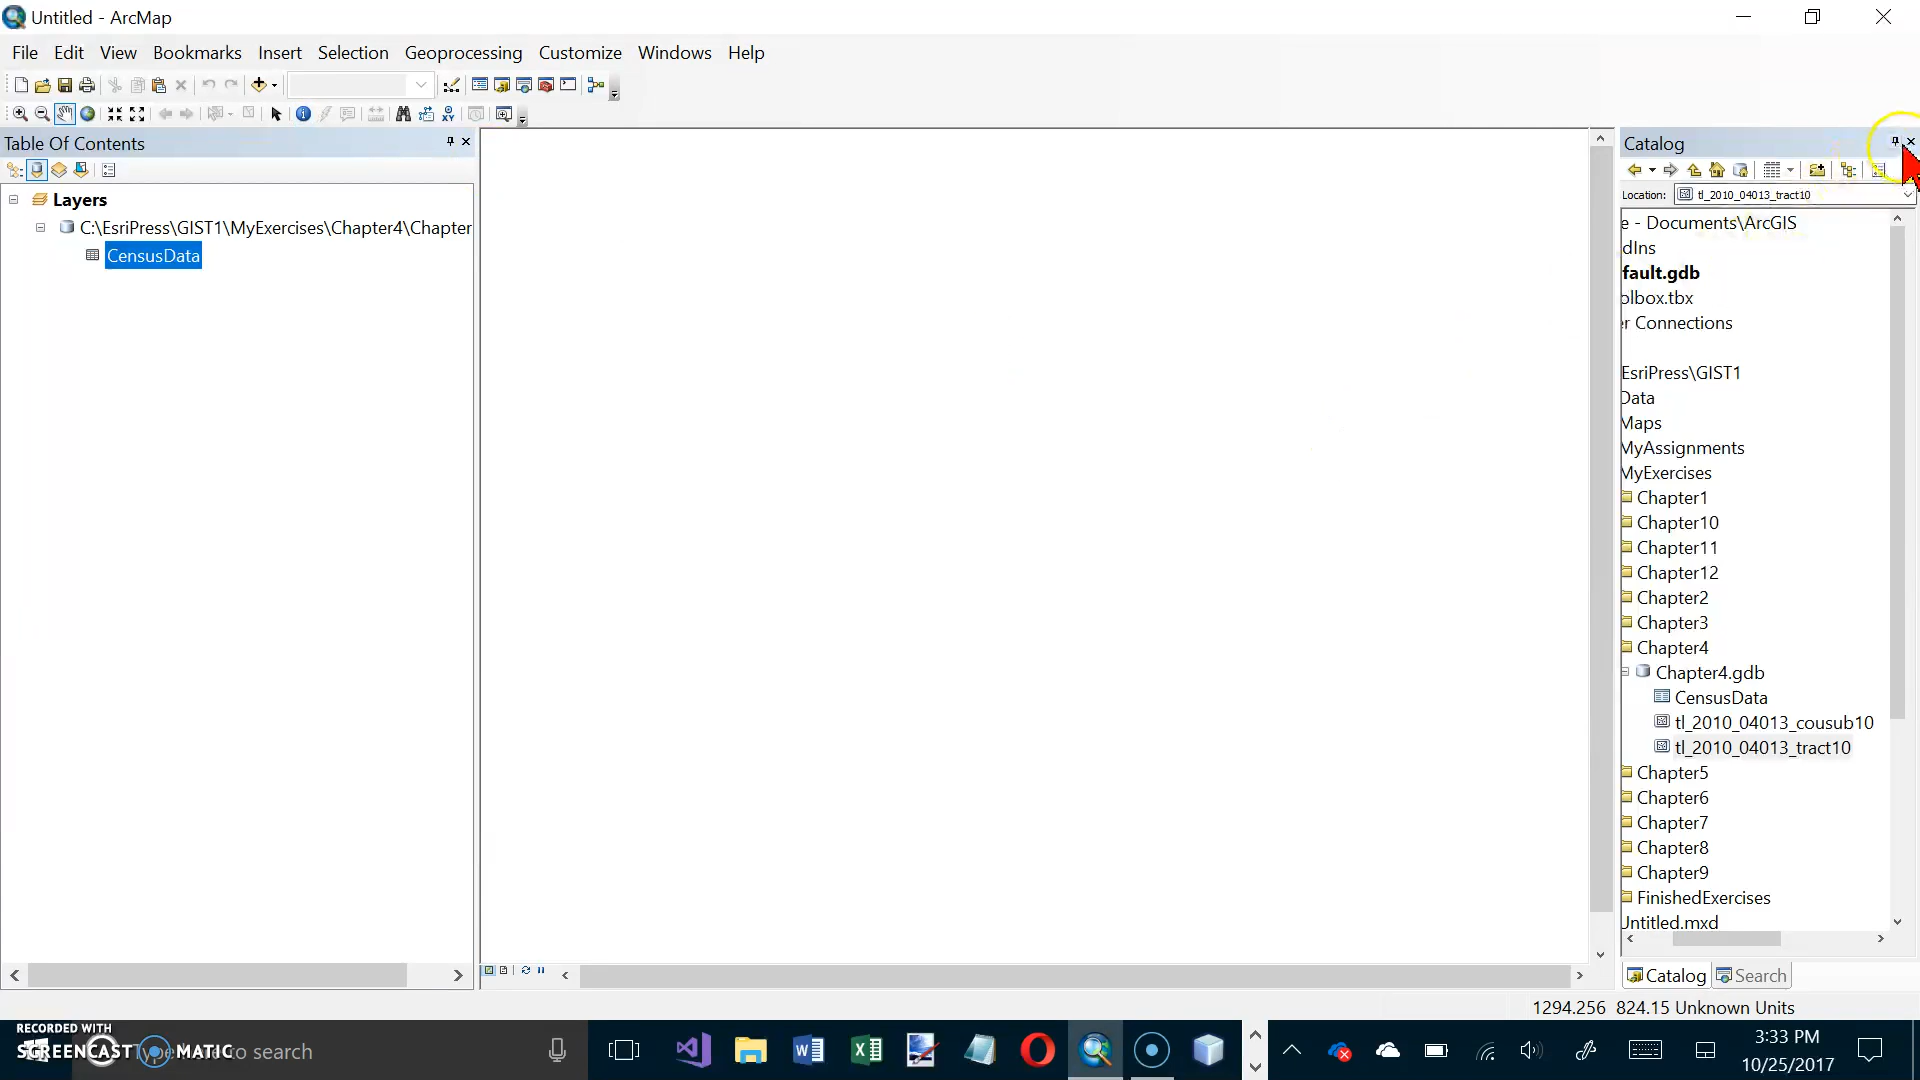 Untitled - ArcMap
File Edit View Bookmarks Insert Selection Geoprocessing Customize Windows Help
Table Of Contents
Layers
C:\EsriPress\GIST1\MyExercises\Chapter4\Chapter
CensusData
Catalog
Location: tl_2010_04013_tract10
e - Documents\ArcGIS
dIns
fault.gdb
olbox.tbx
r Connections
EsriPress\GIST1
Data
Maps
MyAssignments
MyExercises
Chapter1
Chapter10
Chapter11
Chapter12
Chapter2
Chapter3
Chapter4
Chapter4.gdb
CensusData
tl_2010_04013_cousub10
tl_2010_04013_tract10
Chapter5
Chapter6
Chapter7
Chapter8
Chapter9
FinishedExercises
Untitled.mxd
Catalog Search
1294.256 824.15 Unknown Units
RECORDED WITH
SCREENCAST MATIC
Type here to search
3:33 PM
10/25/2017